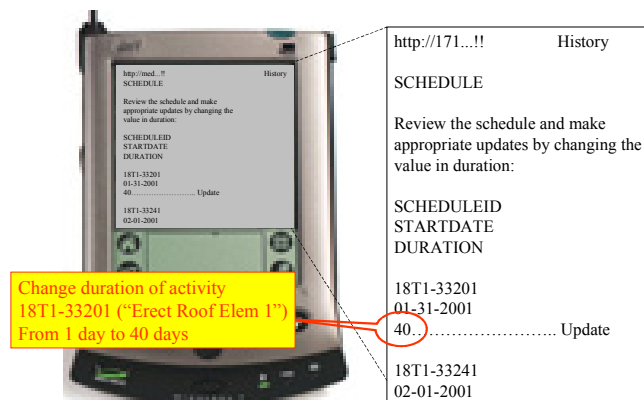 http://med...!! History
SCHEDULE
Review the schedule and make
appropriate updates by changing the
value in duration:
SCHEDULEID
STARTDATE
DURATION
18T1-33201
01-31-2001
40…………………….. Update
18T1-33241
02-01-2001
Change duration of activity
18T1-33201 (“Erect Roof Elem 1”)
From 1 day to 40 days
http://171...!! History
SCHEDULE
Review the schedule and make
appropriate updates by changing the
value in duration:
SCHEDULEID
STARTDATE
DURATION
18T1-33201
01-31-2001
40…………………….. Update
18T1-33241
02-01-2001